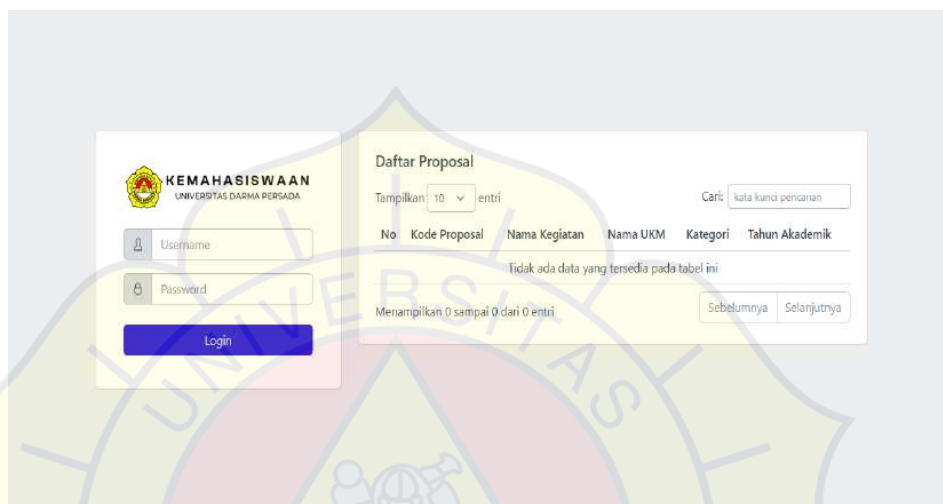 KEMAHASISWAAN
UNIVERSITAS DARMA PERSADA
Username
Password
Login
Daftar Proposal
Tampilkan 10 entri
Cari: kata kunci pencarian
No Kode Proposal Nama Kegiatan Nama UKM Kategori Tahun Akademik
Tidak ada data yang tersedia pada tabel ini
Menampilkan 0 sampai 0 dari 0 entri
Sebelumnya Selanjutnya
UNIVERSITAS